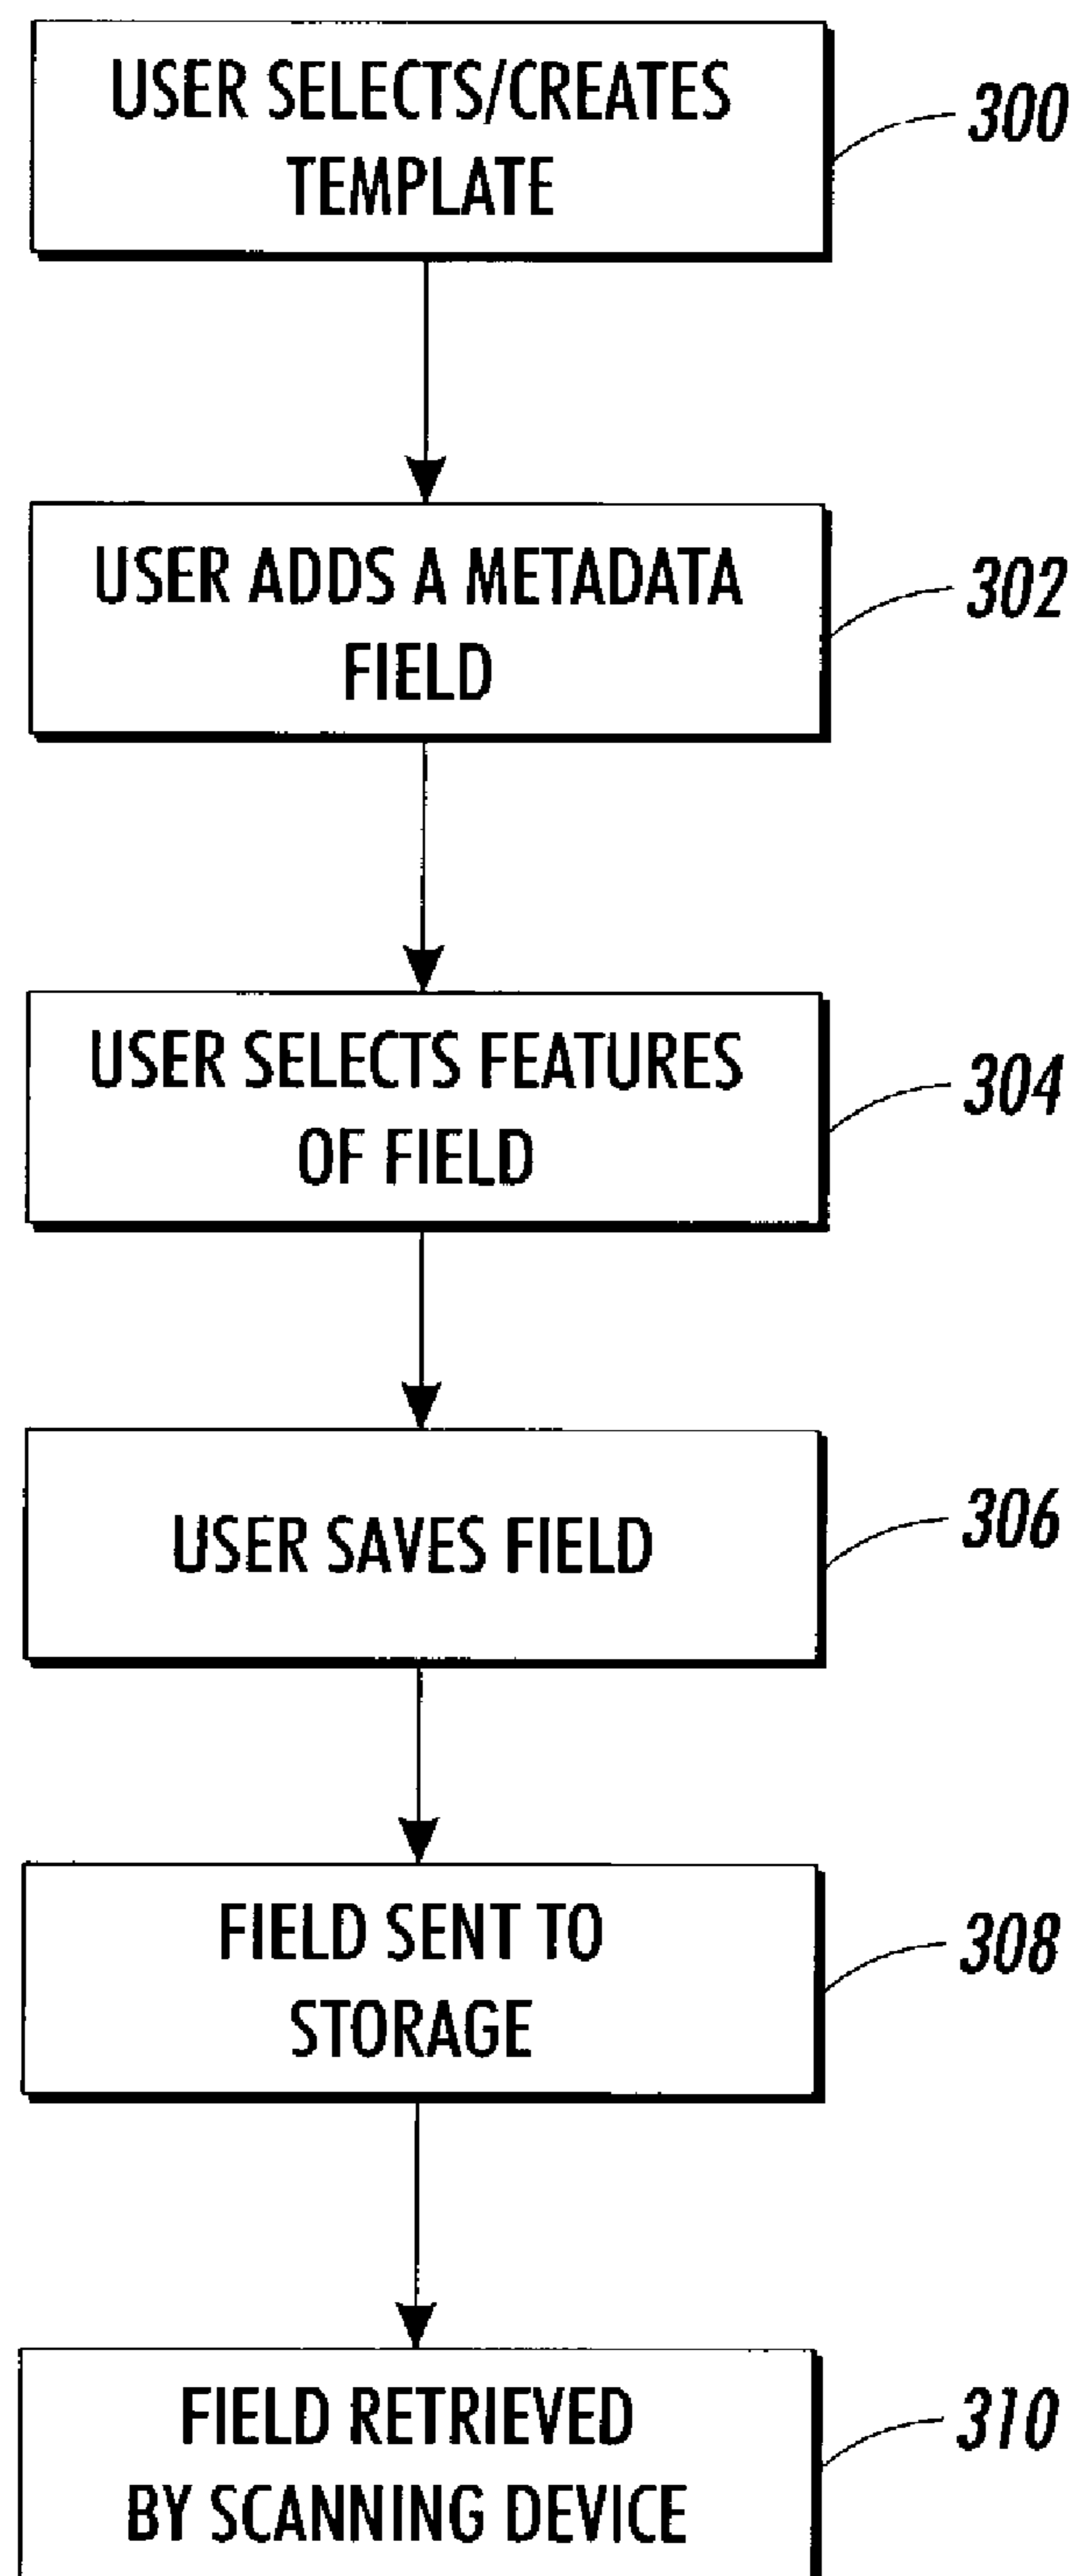 USER SELECTS/CREATES
TEMPLATE
300
USER ADDS A METADATA
FIELD
302
USER SELECTS FEATURES
OF FIELD
304
USER SAVES FIELD
306
FIELD SENT TO
STORAGE
308
FIELD RETRIEVED
BY SCANNING DEVICE
310